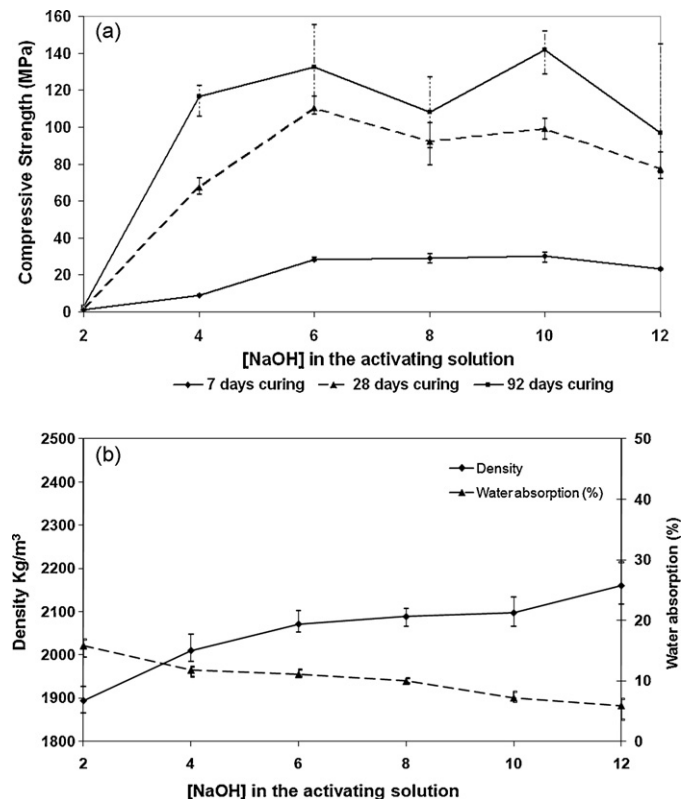 (a)
Compressive Strength (MPa)
160
140
120
100
80
60
40
20
0
2 4 6 8 10 12
[NaOH] in the activating solution
7 days curing 28 days curing 92 days curing
(b)
Density Kg/m³
2500
2400
2300
2200
2100
2000
1900
1800
Density
Water absorption (%)
50
40
30
20
10
0
Water absorption (%)
2 4 6 8 10 12
[NaOH] in the activating solution